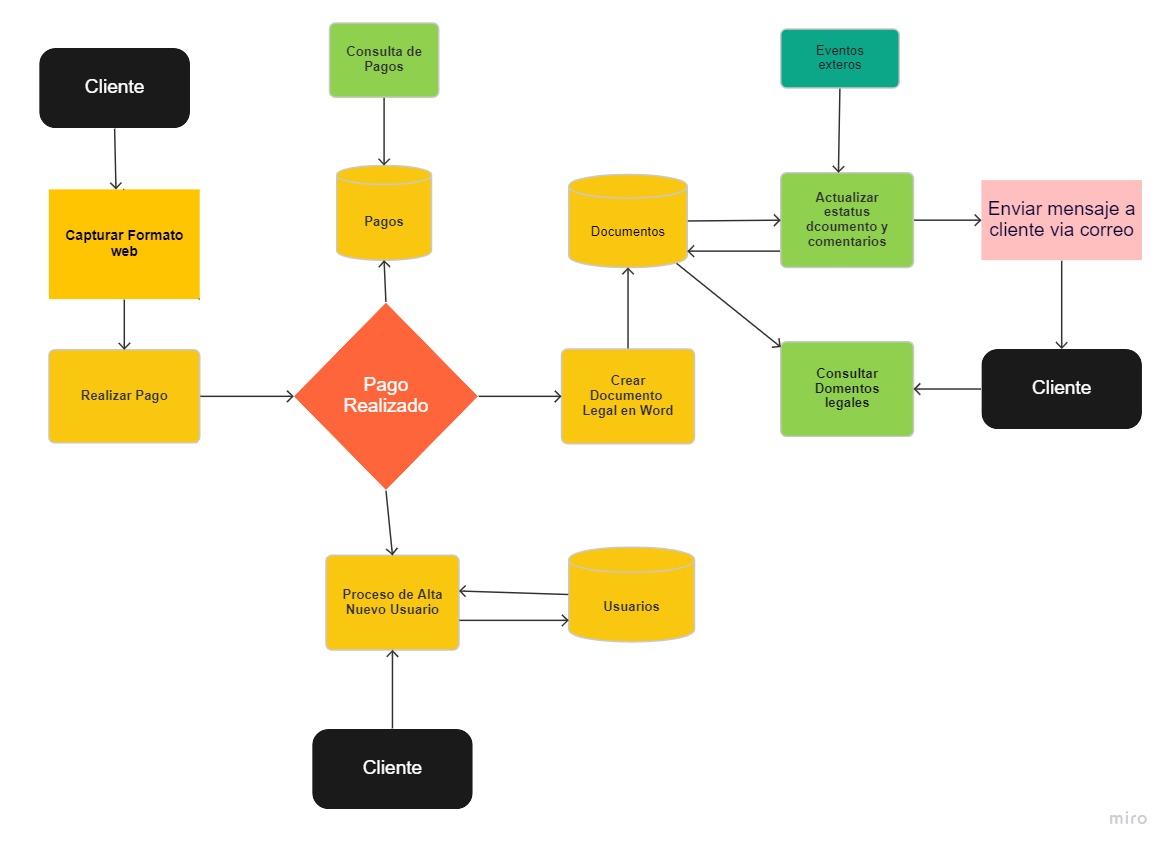 Cliente
Consulta de
Pagos
Eventos
exteros
Capturar Formato
web
Pagos
Documentos
Actualizar
estatus
dcoumento y
comentarios
Enviar mensaje a
cliente via correo
Realizar Pago
Pago
Realizado
Crear
Documento
Legal en Word
Consultar
Domentos
legales
Cliente
Proceso de Alta
Nuevo Usuario
Usuarios
Cliente
miro